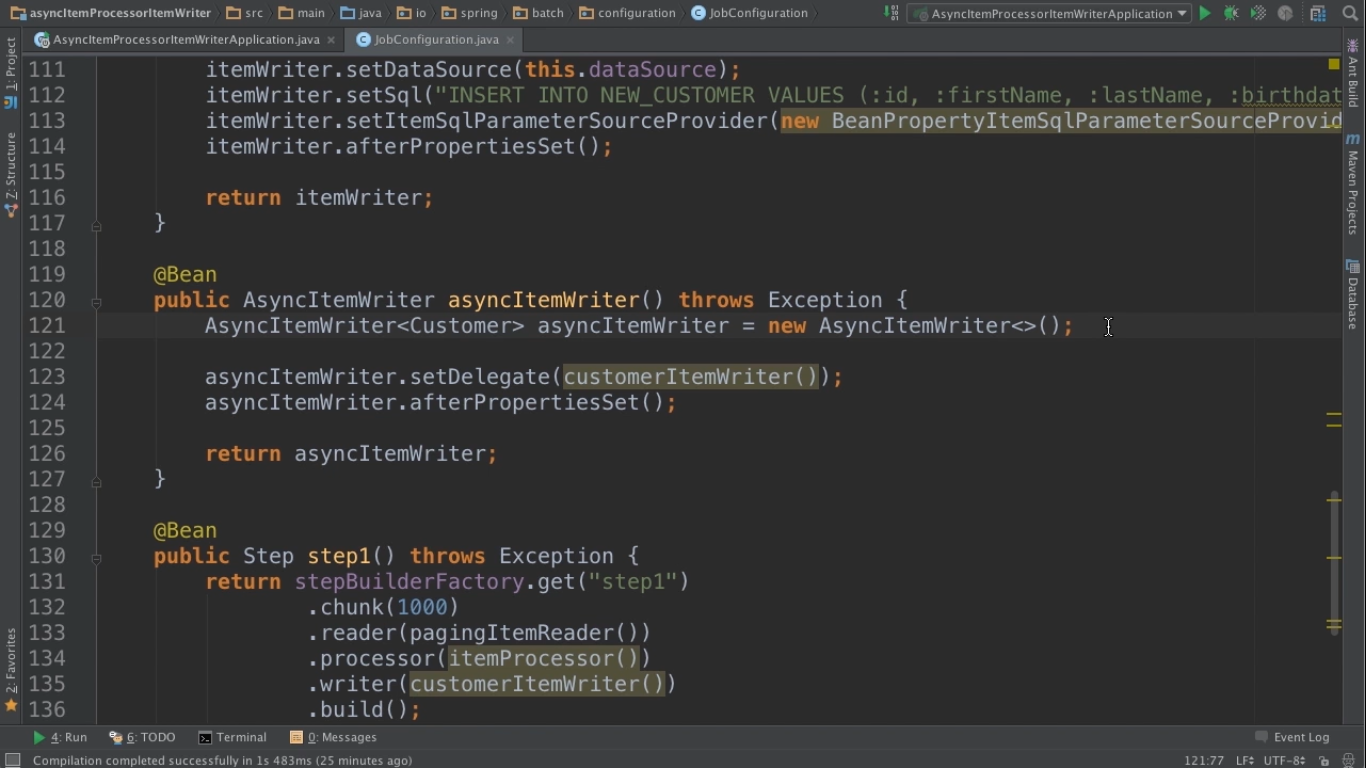 asyncItemProcessorItemWriter src main java io spring batch configuration JobConfiguration AsyncItemProcessorItemWriterApplication
AsyncItemProcessorItemWriterApplication.java JobConfiguration.java
1: Project
7: Structure
2: Favorites
111 itemWriter.setDataSource(this.dataSource);
112 itemWriter.setSql("INSERT INTO NEW_CUSTOMER VALUES (:id, :firstName, :lastName, :birthdat
113 itemWriter.setItemSqlParameterSourceProvider(new BeanPropertyItemSqlParameterSourceProvid
114 itemWriter.afterPropertiesSet();
115
116 return itemWriter;
117 }
118
119 @Bean
120 public AsyncItemWriter asyncItemWriter() throws Exception {
121 AsyncItemWriter<Customer> asyncItemWriter = new AsyncItemWriter<>();
122
123 asyncItemWriter.setDelegate(customerItemWriter());
124 asyncItemWriter.afterPropertiesSet();
125
126 return asyncItemWriter;
127 }
128
129 @Bean
130 public Step step1() throws Exception {
131 return stepBuilderFactory.get("step1")
132 .chunk(1000)
133 .reader(pagingItemReader())
134 .processor(itemProcessor())
135 .writer(customerItemWriter())
136 .build();
Ant Build
Maven Projects
Database
4: Run 6: TODO Terminal 0: Messages Event Log
Compilation completed successfully in 1s 483ms (25 minutes ago) 121:77 LF UTF-8